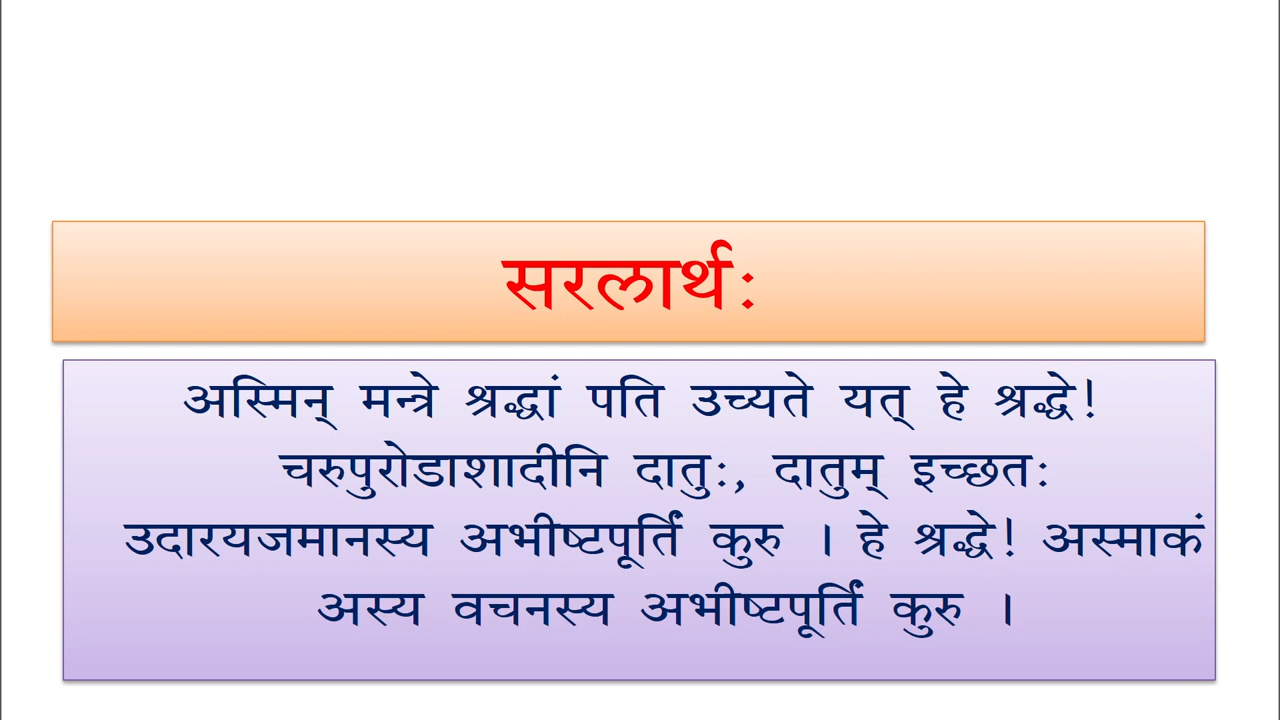 सरलार्थः
अस्मिन् मन्त्रे श्रद्धां पति उच्यते यत् हे श्रद्धे!
चरुपुरोडाशादीनि दातुः, दातुम् इच्छतः
उदारयजमानस्य अभीष्टपूर्तिं कुरु । हे श्रद्धे! अस्माकं
अस्य वचनस्य अभीष्टपूर्तिं कुरु ।